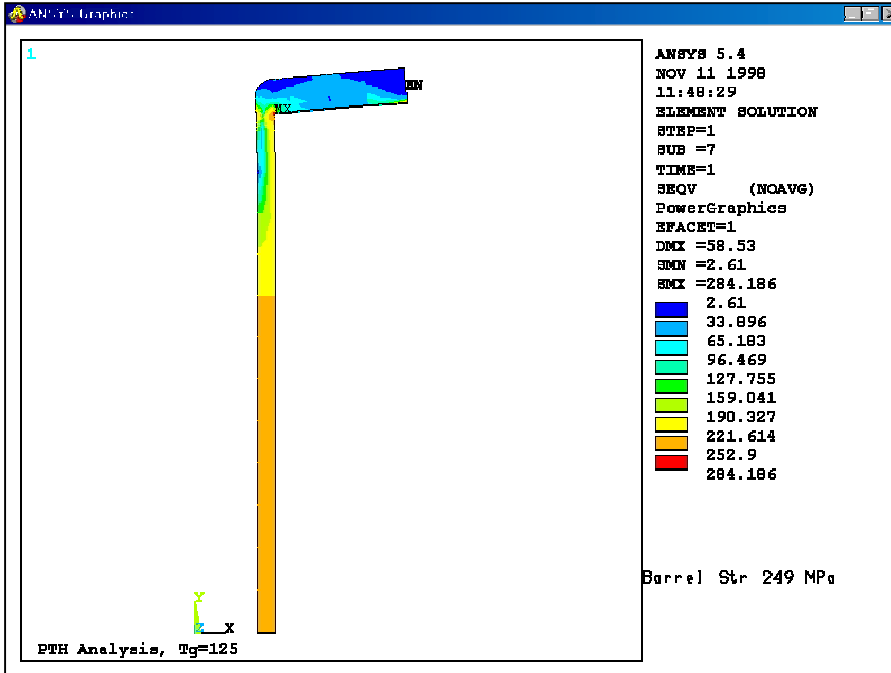 ANSYS Graphics
1
MN
MX
Y
Z X
PTH Analysis, Tg=125
ANSYS 5.4
NOV 11 1998
11:48:29
ELEMENT SOLUTION
STEP=1
SUB =7
TIME=1
SEQV (NOAVG)
PowerGraphics
EFACET=1
DMX =58.53
SMN =2.61
SMX =284.186
2.61
33.896
65.183
96.469
127.755
159.041
190.327
221.614
252.9
284.186
Barrel Str 249 MPa